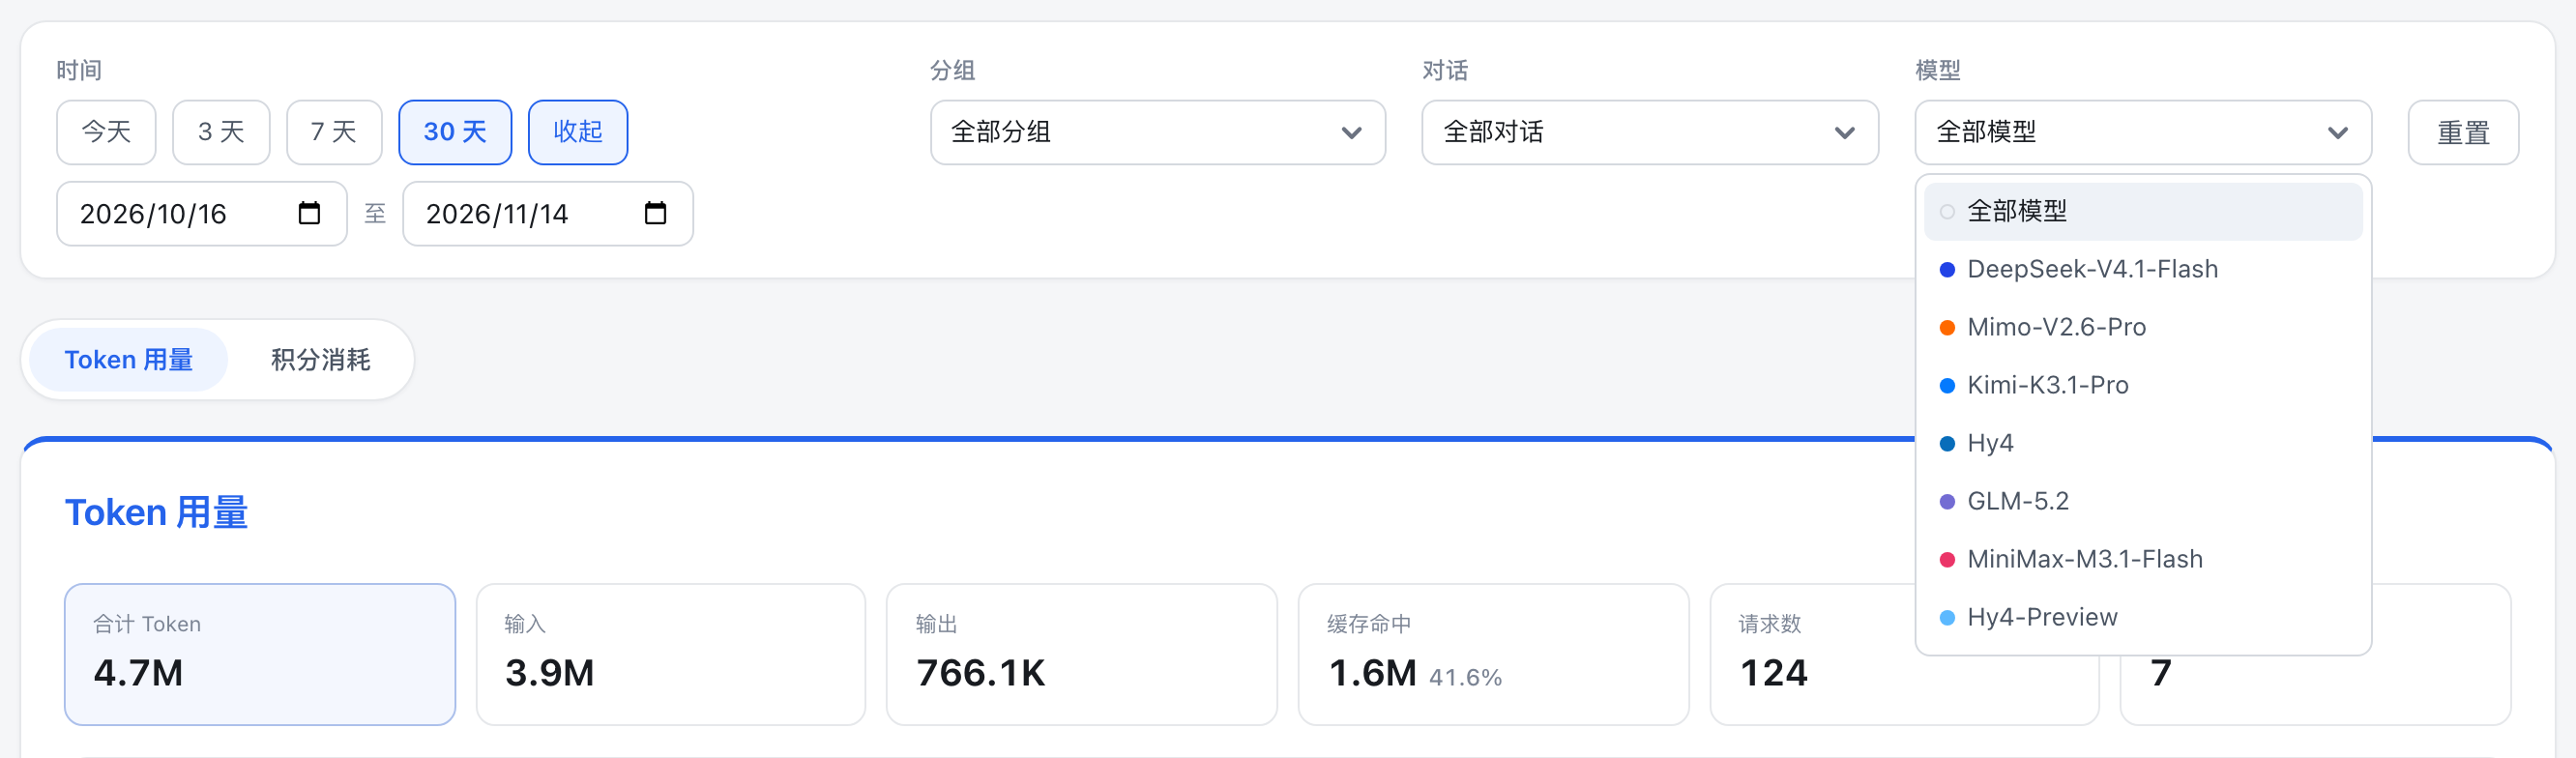 时间
今天 3 天 7 天 30 天 收起
2026/10/16 至 2026/11/14
分组
全部分组
对话
全部对话
模型
全部模型
重置
全部模型
DeepSeek-V4.1-Flash
Mimo-V2.6-Pro
Kimi-K3.1-Pro
Hy4
GLM-5.2
MiniMax-M3.1-Flash
Hy4-Preview
Token 用量 积分消耗
Token 用量
合计 Token
4.7M
输入
3.9M
输出
766.1K
缓存命中
1.6M 41.6%
请求数
124
7